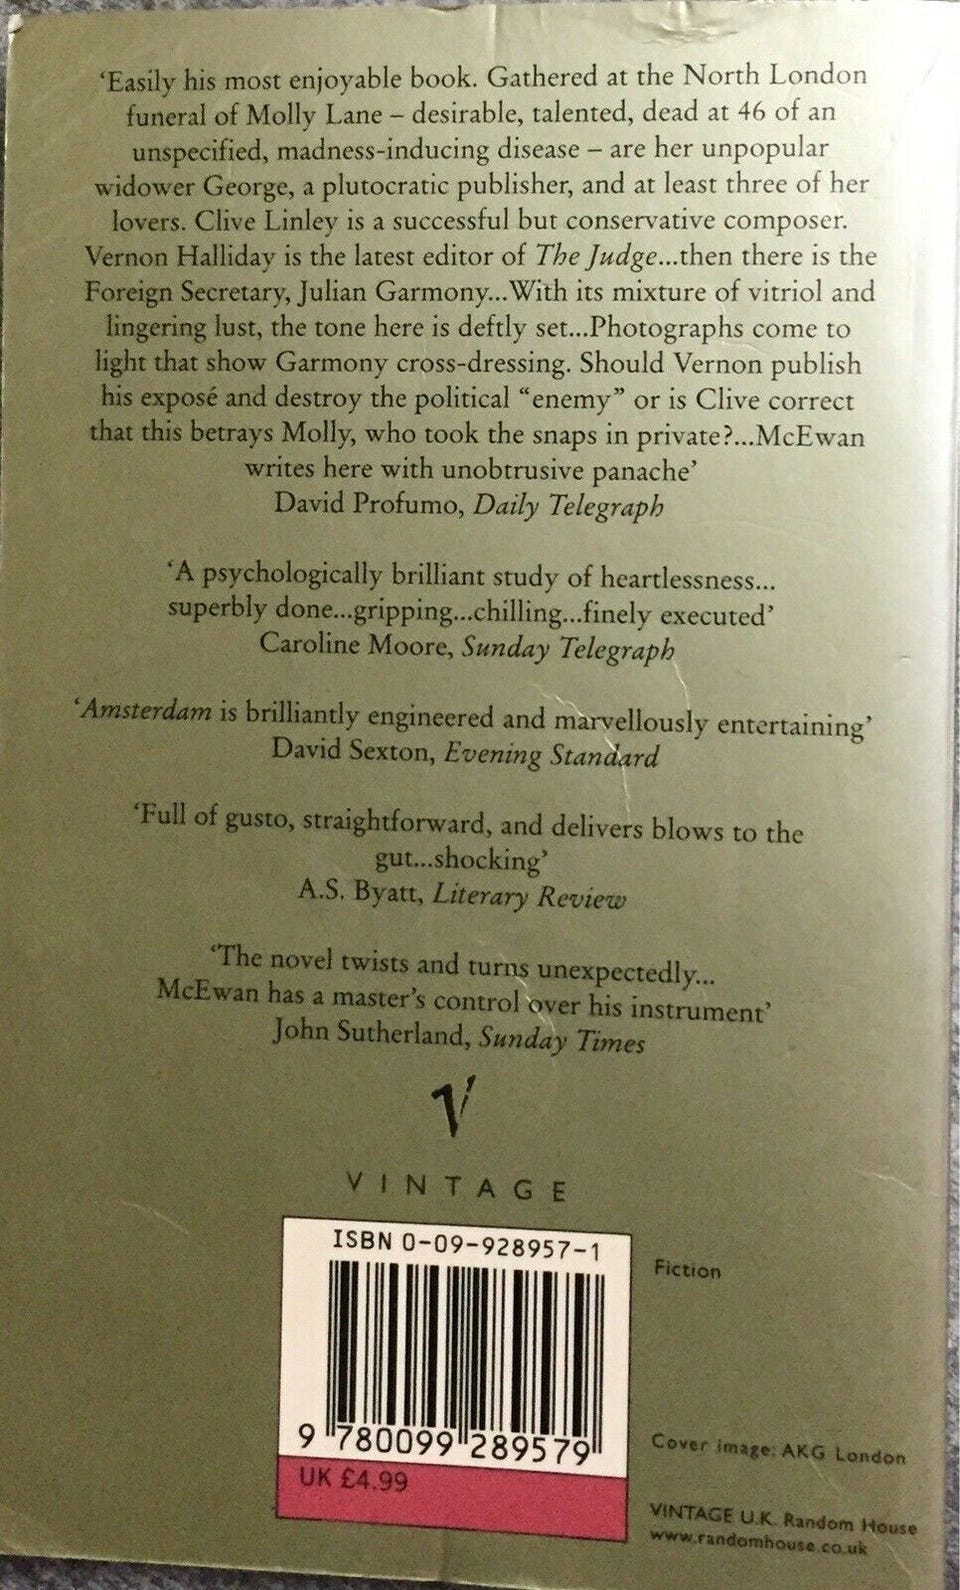 ‘Easily his most enjoyable book. Gathered at the North London
funeral of Molly Lane – desirable, talented, dead at 46 of an
unspecified, madness-inducing disease – are her unpopular
widower George, a plutocratic publisher, and at least three of her
lovers. Clive Linley is a successful but conservative composer.
Vernon Halliday is the latest editor of The Judge...then there is the
Foreign Secretary, Julian Garmony...With its mixture of vitriol and
lingering lust, the tone here is deftly set...Photographs come to
light that show Garmony cross-dressing. Should Vernon publish
his exposé and destroy the political “enemy” or is Clive correct
that this betrays Molly, who took the snaps in private?...McEwan
writes here with unobtrusive panache’
David Profumo, Daily Telegraph
‘A psychologically brilliant study of heartlessness...
superbly done...gripping...chilling...finely executed’
Caroline Moore, Sunday Telegraph
‘Amsterdam is brilliantly engineered and marvellously entertaining’
David Sexton, Evening Standard
‘Full of gusto, straightforward, and delivers blows to the
gut...shocking’
A.S. Byatt, Literary Review
‘The novel twists and turns unexpectedly...
McEwan has a master’s control over his instrument’
John Sutherland, Sunday Times
V
VINTAGE
ISBN 0-09-928957-1
9 780099 289579
UK £4.99
Fiction
Cover image: AKG London
VINTAGE U.K. Random House
www.randomhouse.co.uk